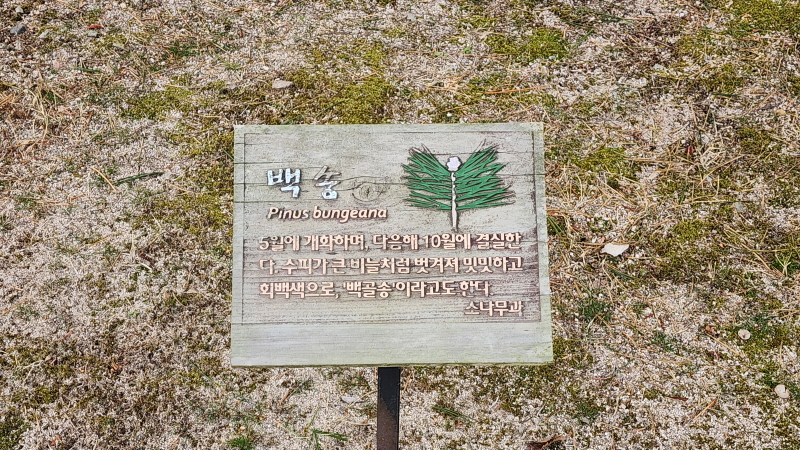 백송
Pinus bungeana
5월에 개화하며, 다음해 10월에 결실한
다. 수피가 큰 비늘처럼 벗겨져 밋밋하고
회백색으로, '백골송'이라고도 한다
소나무과